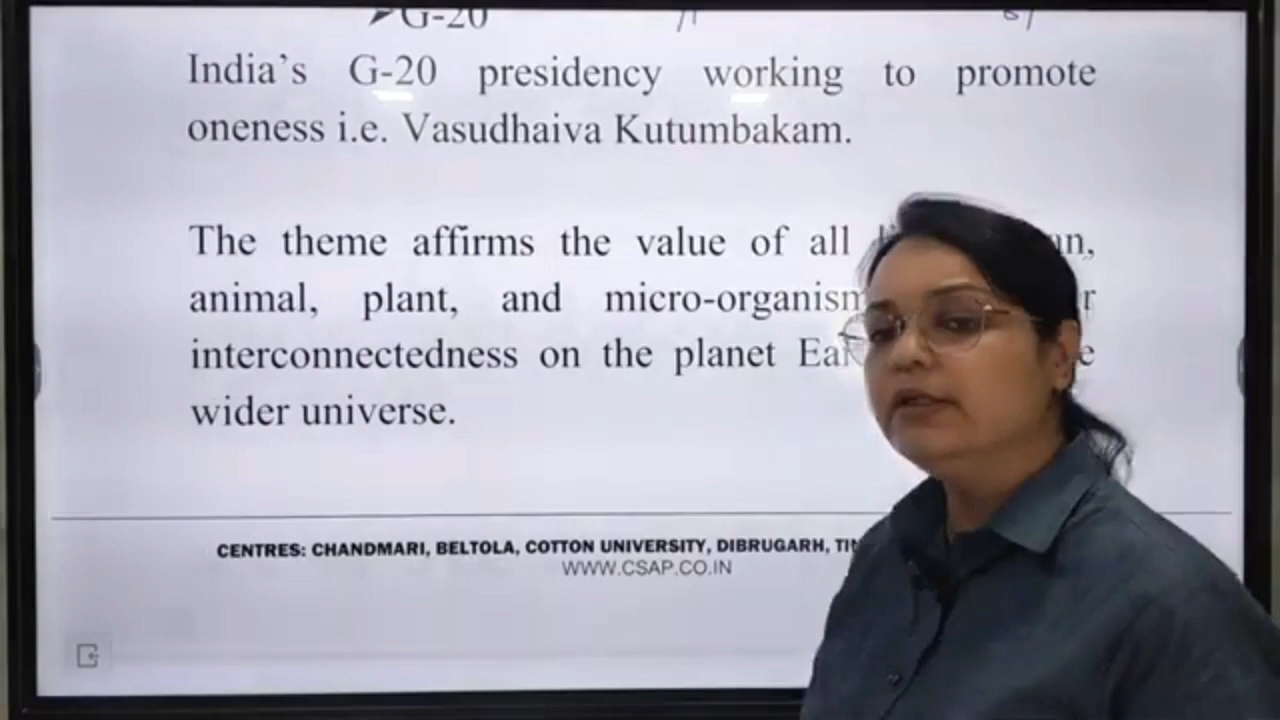 ➤G-20
India’s G-20 presidency working to promote
oneness i.e. Vasudhaiva Kutumbakam.
The theme affirms the value of all
animal, plant, and micro-organism
interconnectedness on the planet
wider universe.
CENTRES: CHANDMARI, BELTOLA, COTTON UNIVERSITY, DIBRUGARH,
WWW.CSAP.CO.IN